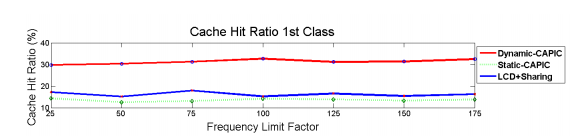 Cache Hit Ratio 1st Class
Cache Hit Ratio (%)
40
30
20
10
25
50
75
100
125
150
175
Frequency Limit Factor
Dynamic-CAPIC
Static-CAPIC
LCD+Sharing